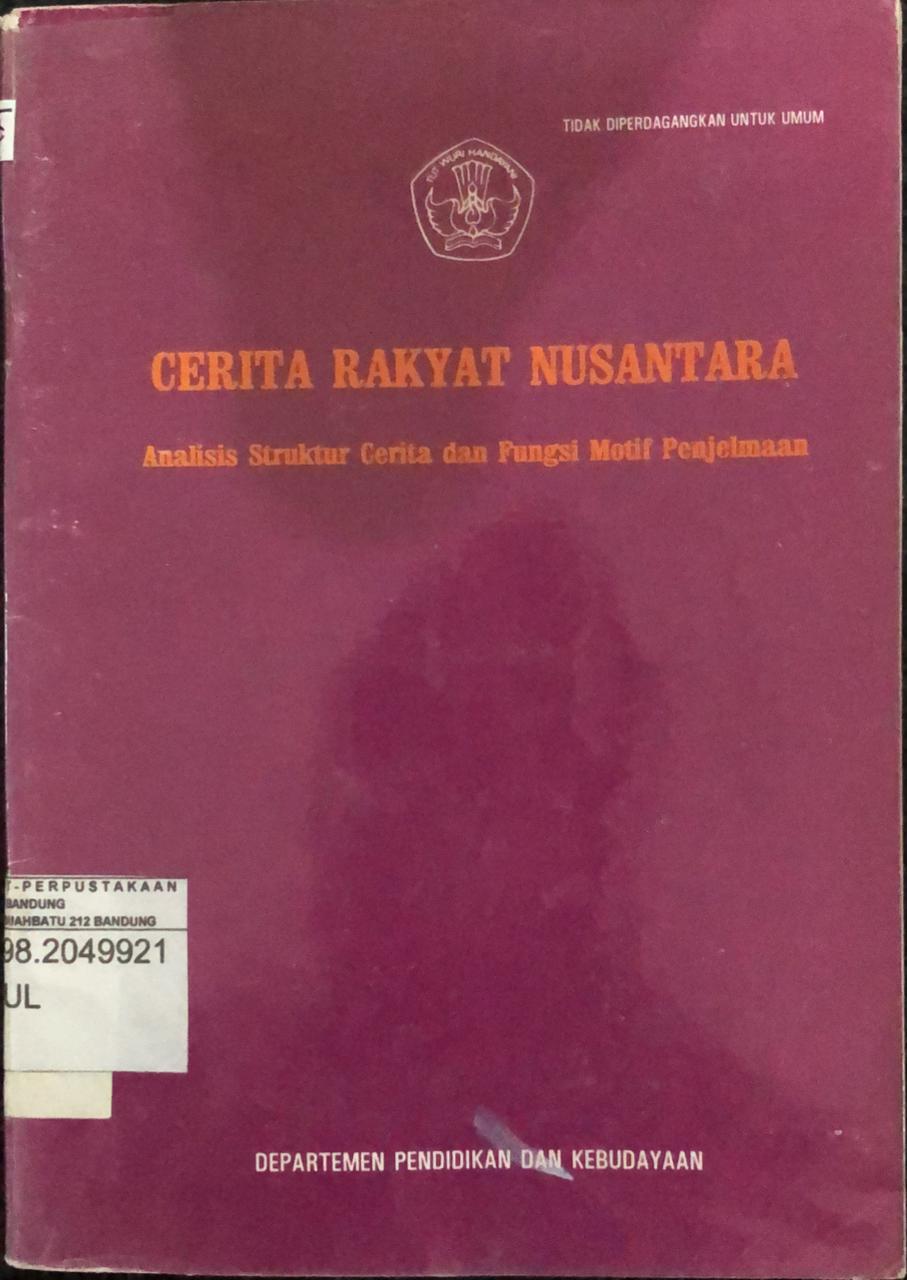 TIDAK DIPERDAGANGKAN UNTUK UMUM
TUT WURI HANDAYANI
CERITA RAKYAT NUSANTARA
Analisis Struktur Cerita dan Fungsi Motif Penjelmaan
T-PERPUSTAKAAN
BANDUNG
UAHBATU 212 BANDUNG
98.2049921
UL
DEPARTEMEN PENDIDIKAN DAN KEBUDAYAAN